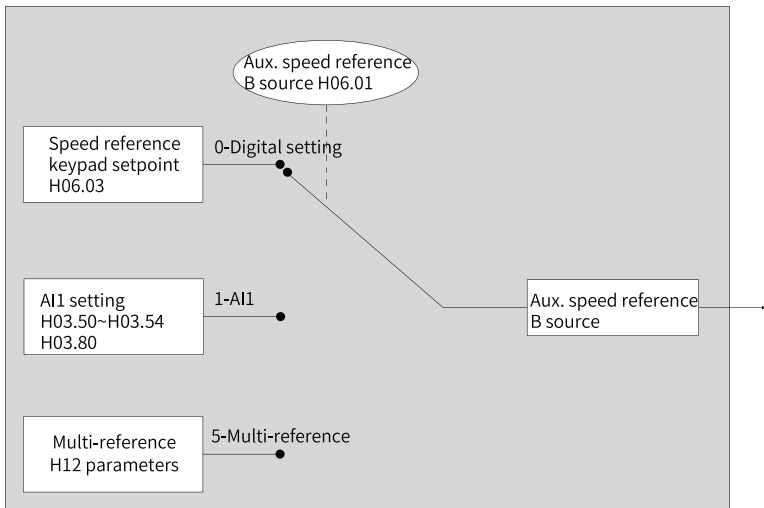 Aux. speed reference
B source H06.01
Speed reference
keypad setpoint
H06.03
0-Digital setting
AI1 setting
H03.50~H03.54
H03.80
1-AI1
Aux. speed reference
B source
Multi-reference
H12 parameters
5-Multi-reference